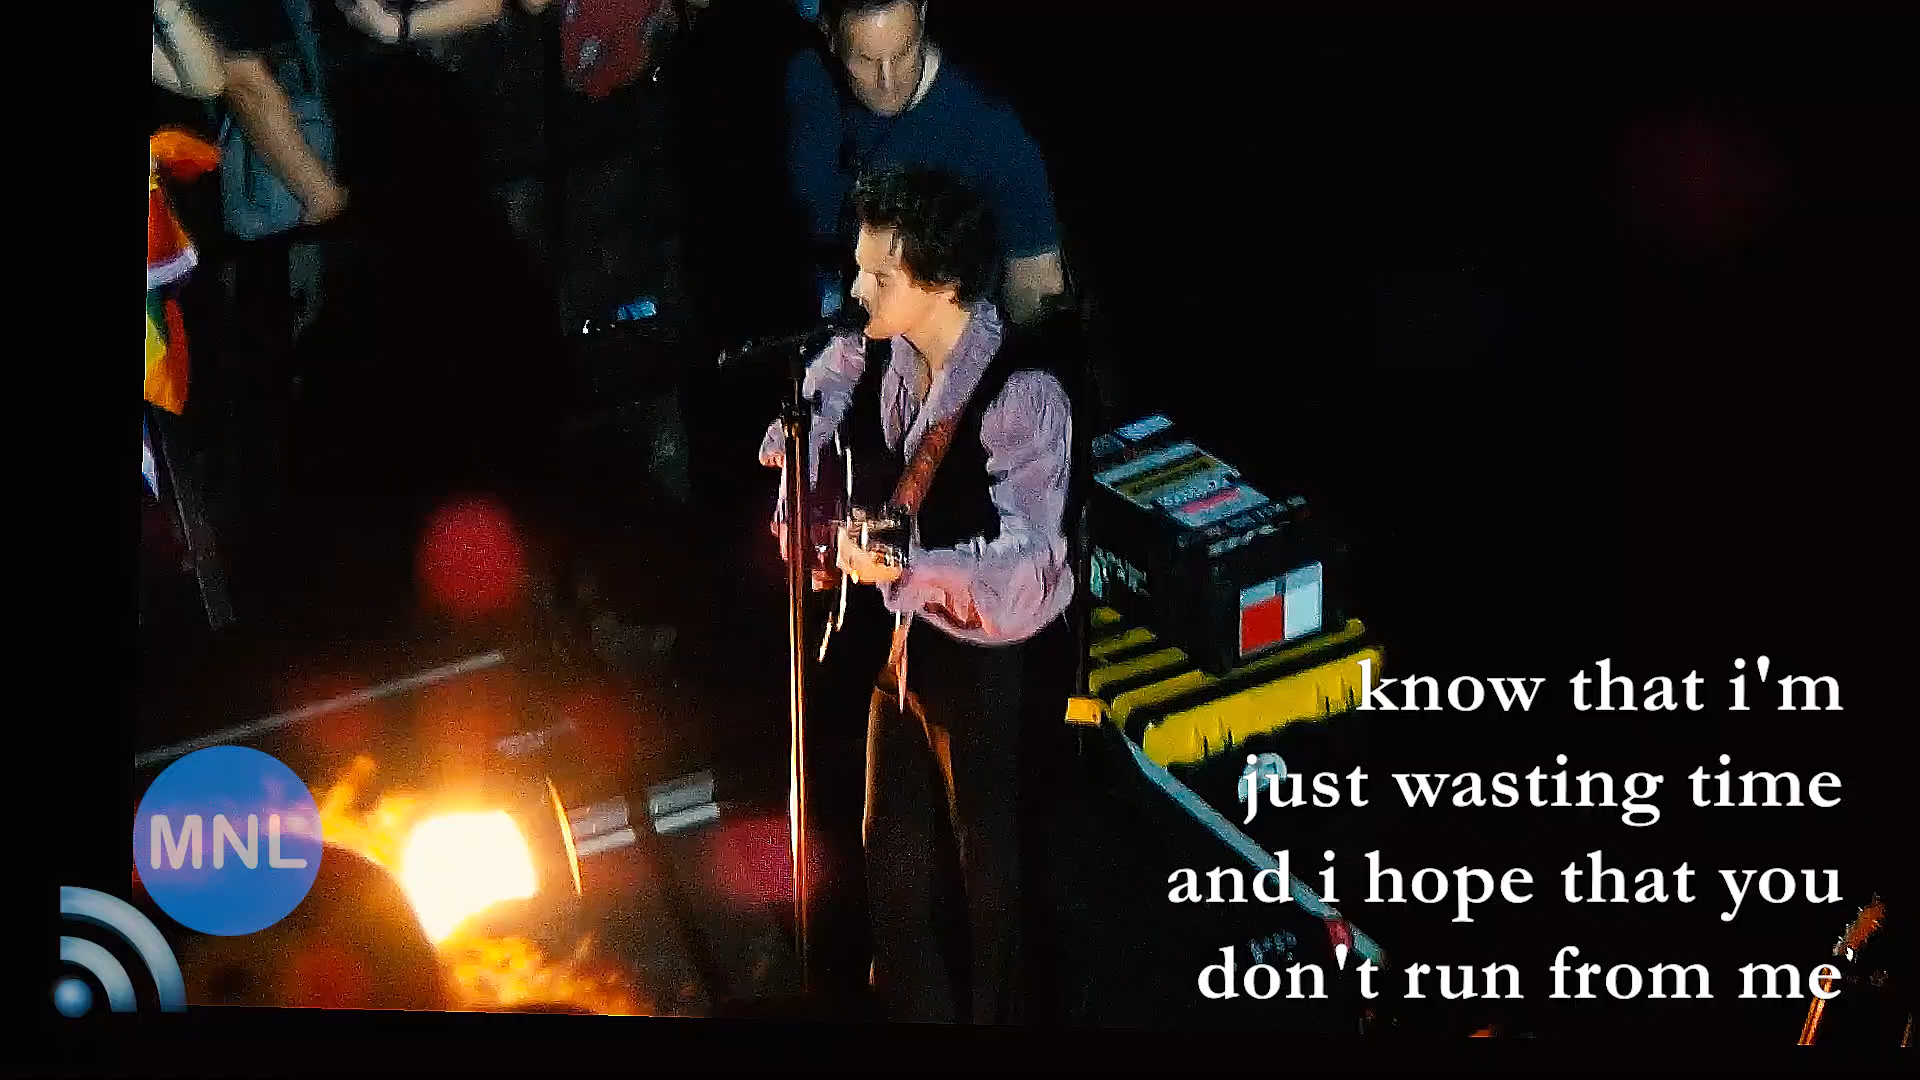 know that i'm
just wasting time
and i hope that you
don't run from me
MNL